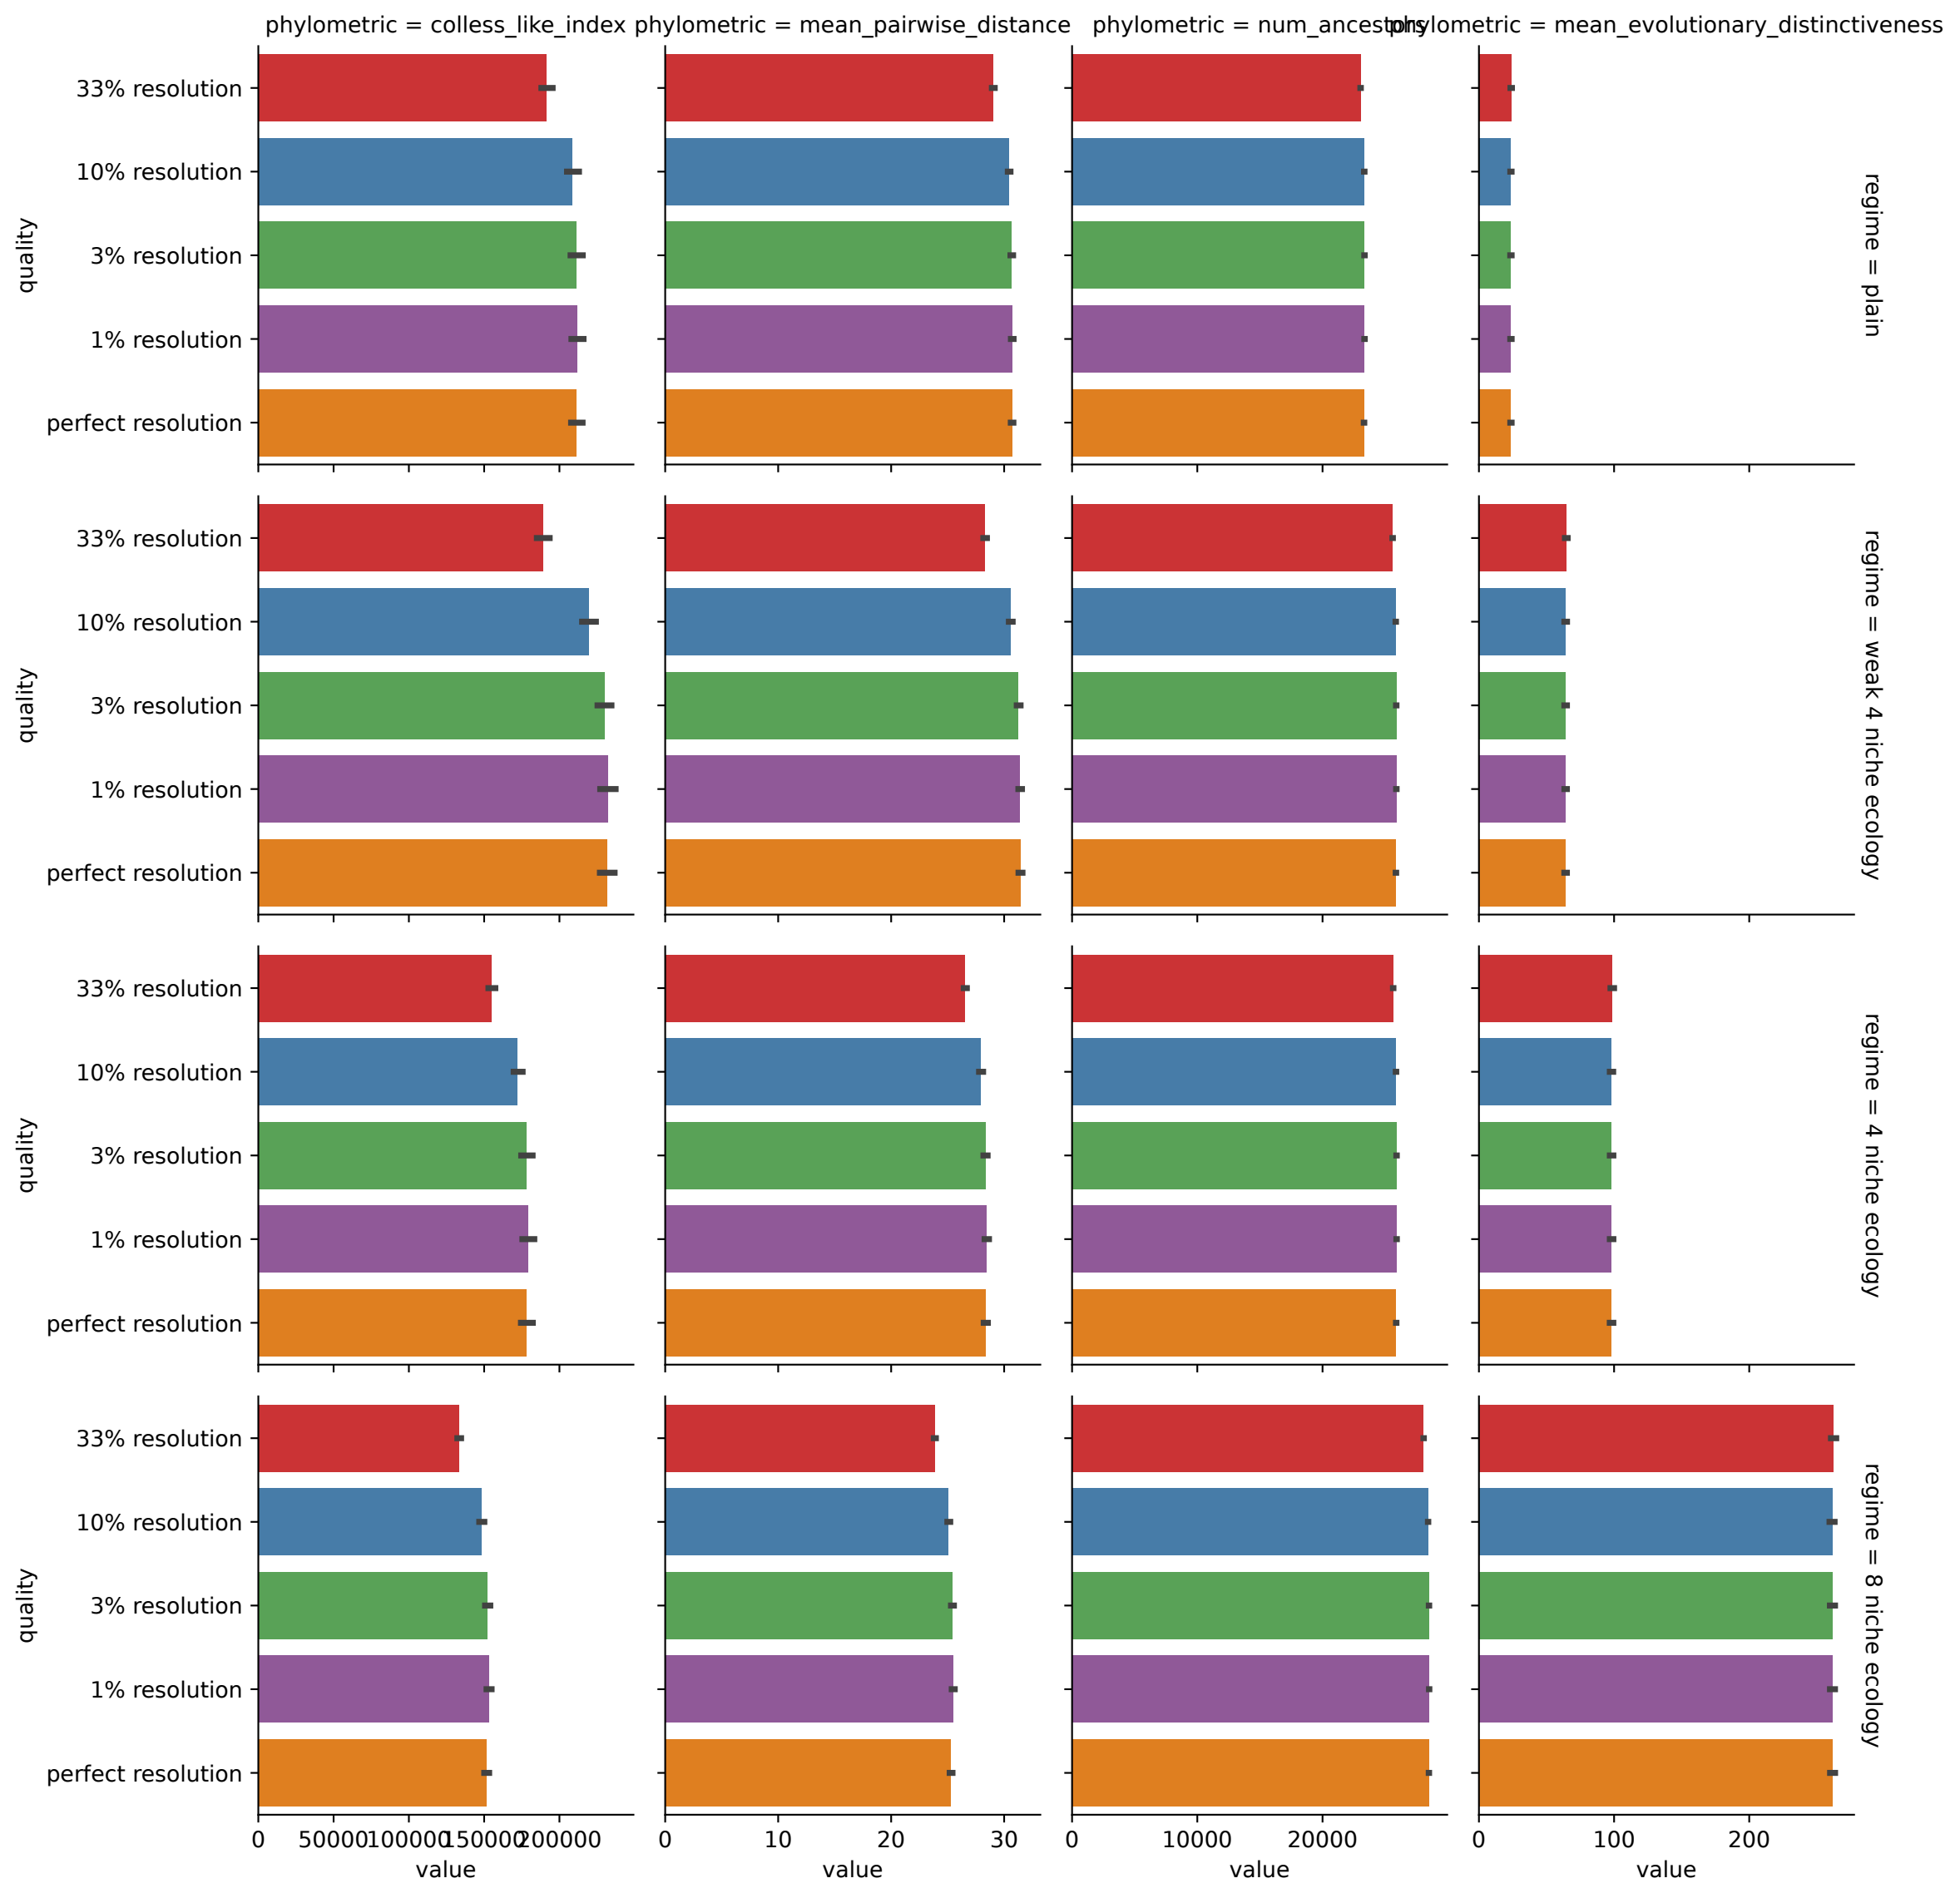 phylometric = colless_like_index
phylometric = mean_pairwise_distance
phylometric = num_ancestors
phylometric = mean_evolutionary_distinctiveness
quality
33% resolution
10% resolution
3% resolution
1% resolution
perfect resolution
regime = plain
quality
33% resolution
10% resolution
3% resolution
1% resolution
perfect resolution
regime = weak 4 niche ecology
quality
33% resolution
10% resolution
3% resolution
1% resolution
perfect resolution
regime = 4 niche ecology
quality
33% resolution
10% resolution
3% resolution
1% resolution
perfect resolution
regime = 8 niche ecology
0 50000 100000 150000 200000
value
0 10 20 30
value
0 10000 20000
value
0 100 200
value